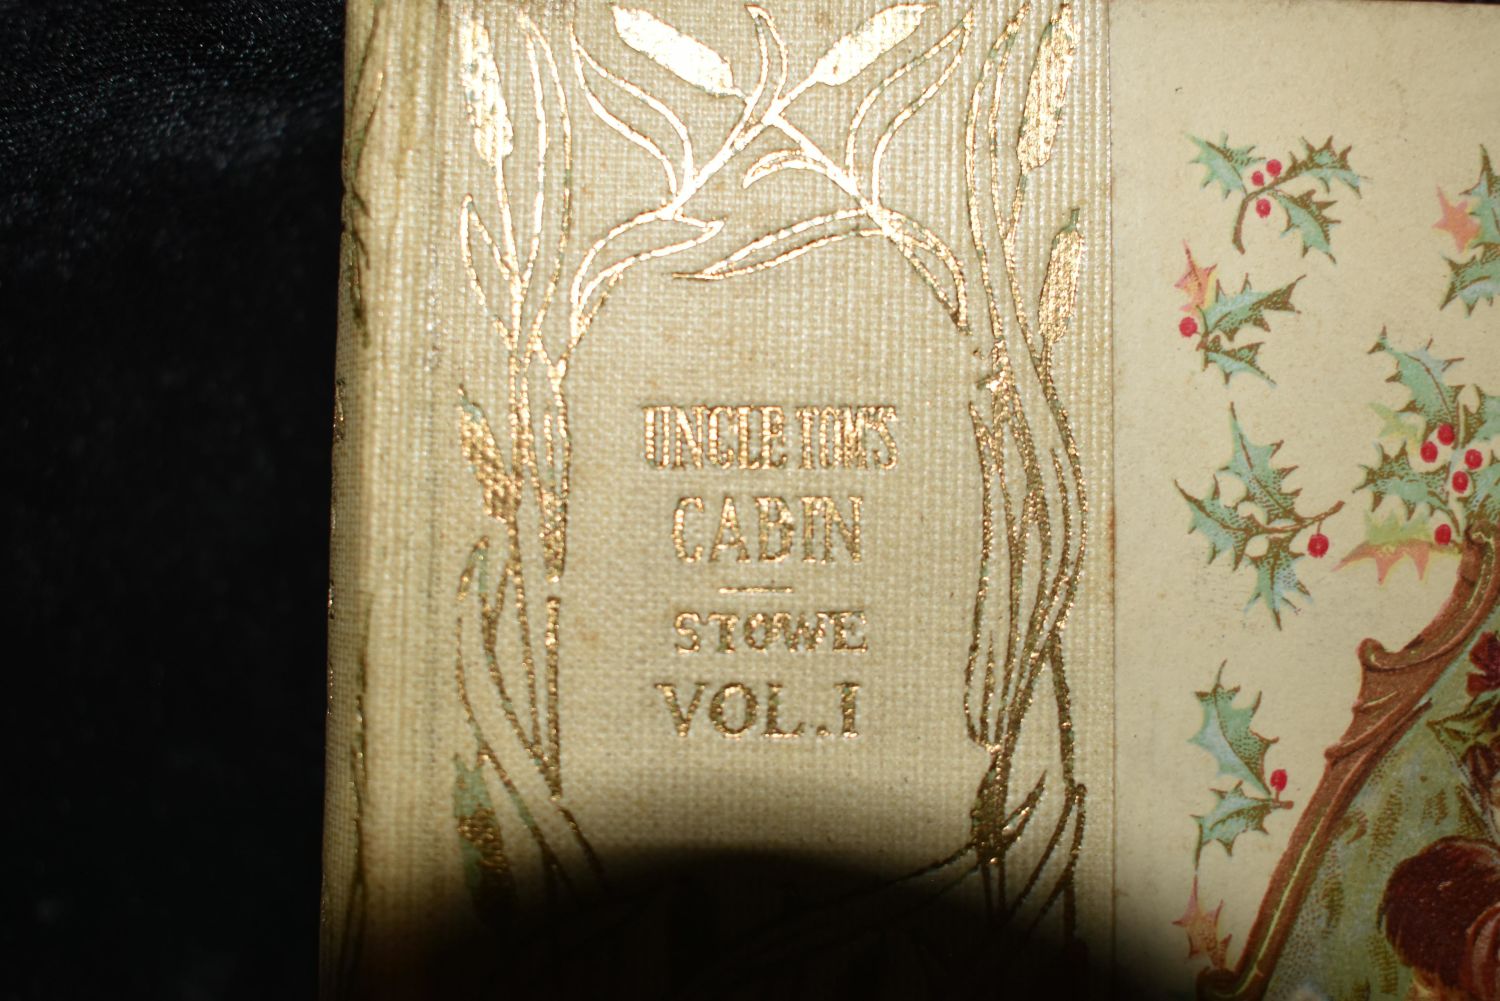 UNCLE TOM'S
CABIN
STOWE
VOL. I